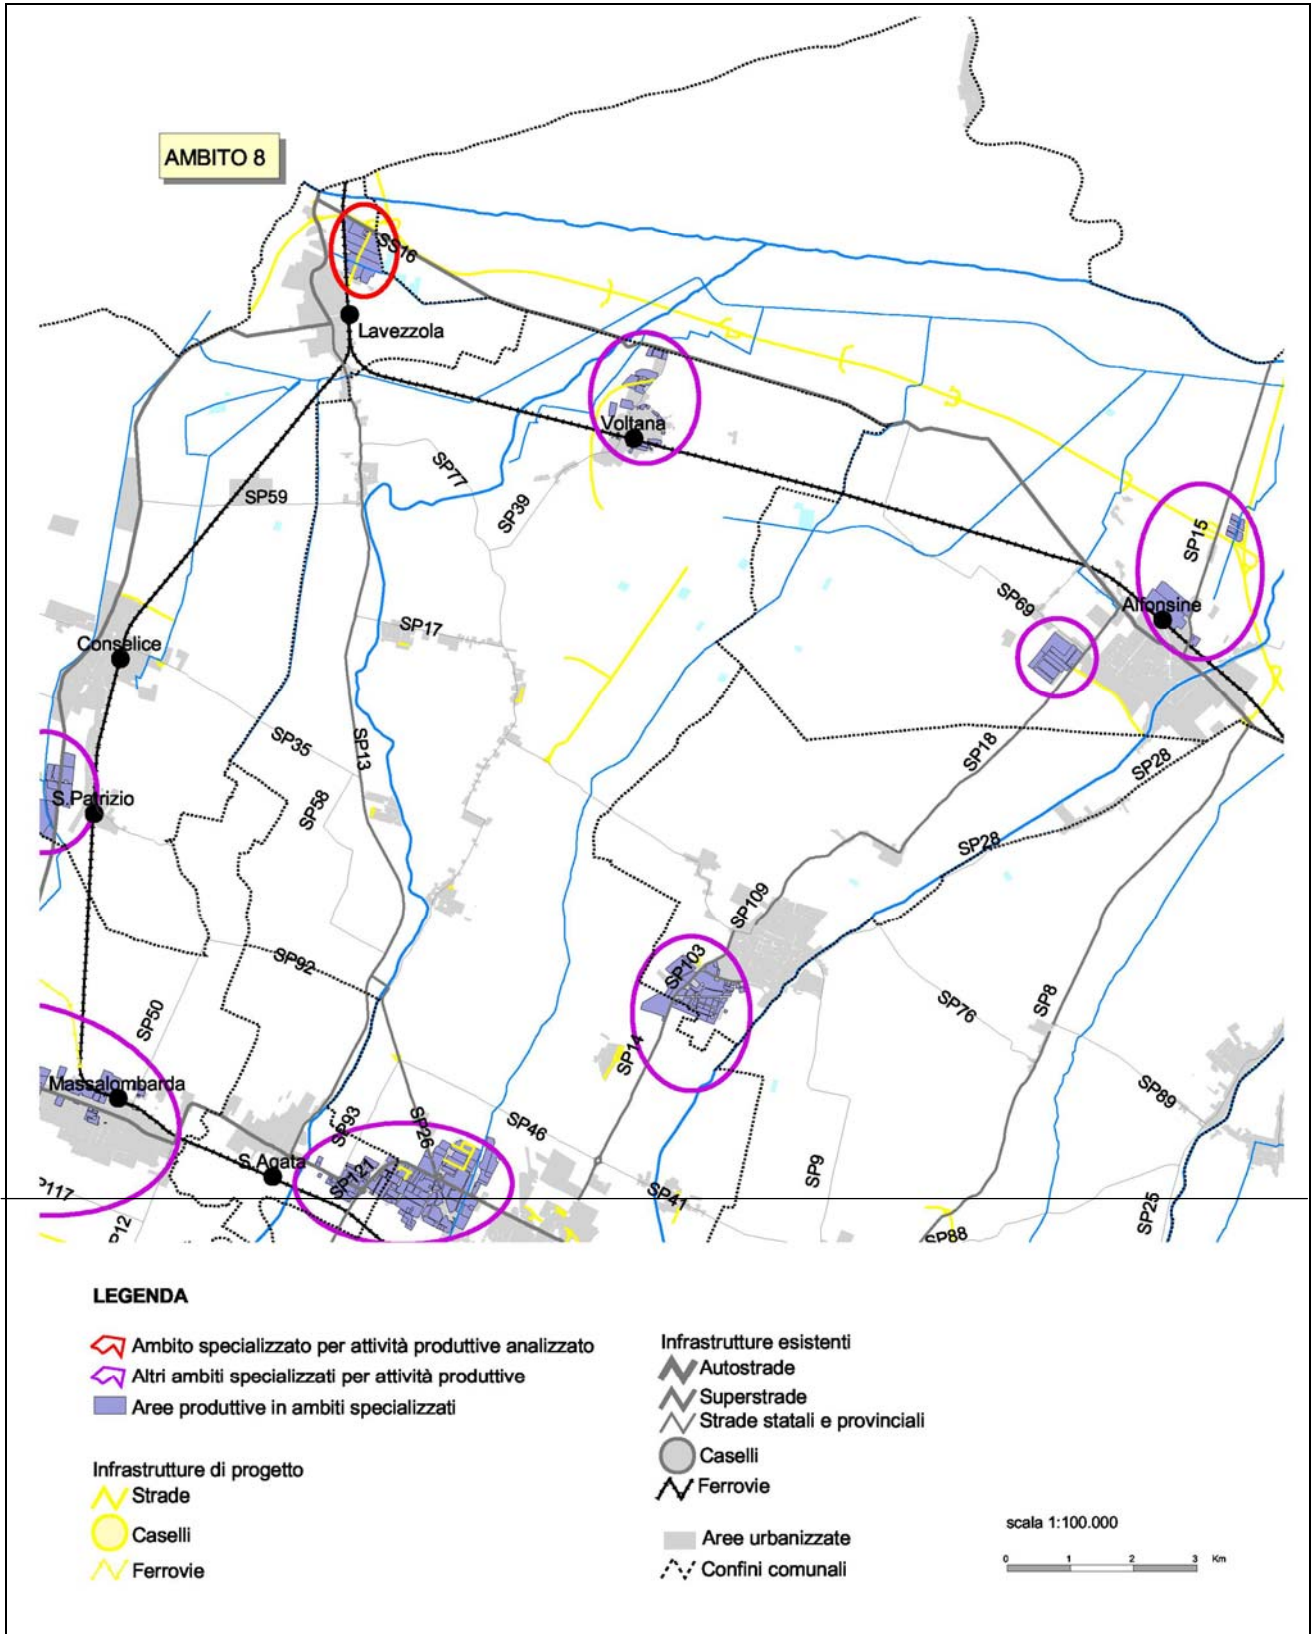 AMBITO 8
SS16
Lavezzola
Voltana
SP77
SP59
SP39
SP15
SP69
Alfonsine
SP17
Conselice
SP35
SP13
SP18
SP28
SP58
S.Patrizio
SP28
SP109
SP92
SP103
SP50
SP76
SP8
SP14
Massalombarda
SP93
SP26
SP46
SP89
S.Agata
SP121
SP9
SP41
P117
P12
SP25
SP88
LEGENDA
Ambito specializzato per attività produttive analizzato
Altri ambiti specializzati per attività produttive
Aree produttive in ambiti specializzati
Infrastrutture di progetto
Strade
Caselli
Ferrovie
Infrastrutture esistenti
Autostrade
Superstrade
Strade statali e provinciali
Caselli
Ferrovie
Aree urbanizzate
Confini comunali
scala 1:100.000
0 1 2 3 Km